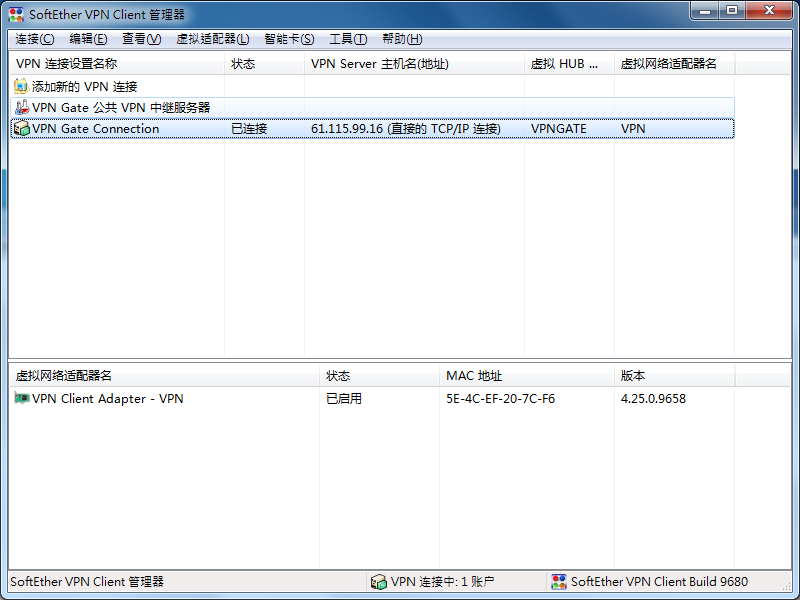 SoftEther VPN Client 管理器
连接(C) 编辑(E) 查看(V) 虚拟适配器(L) 智能卡(S) 工具(T) 帮助(H)
VPN 连接设置名称 状态 VPN Server 主机名(地址) 虚拟 HUB ... 虚拟网络适配器名
添加新的 VPN 连接
VPN Gate 公共 VPN 中继服务器
VPN Gate Connection 已连接 61.115.99.16 (直接的 TCP/IP 连接) VPNGATE VPN
虚拟网络适配器名 状态 MAC 地址 版本
VPN Client Adapter - VPN 已启用 5E-4C-EF-20-7C-F6 4.25.0.9658
SoftEther VPN Client 管理器 VPN 连接中: 1 账户 SoftEther VPN Client Build 9680